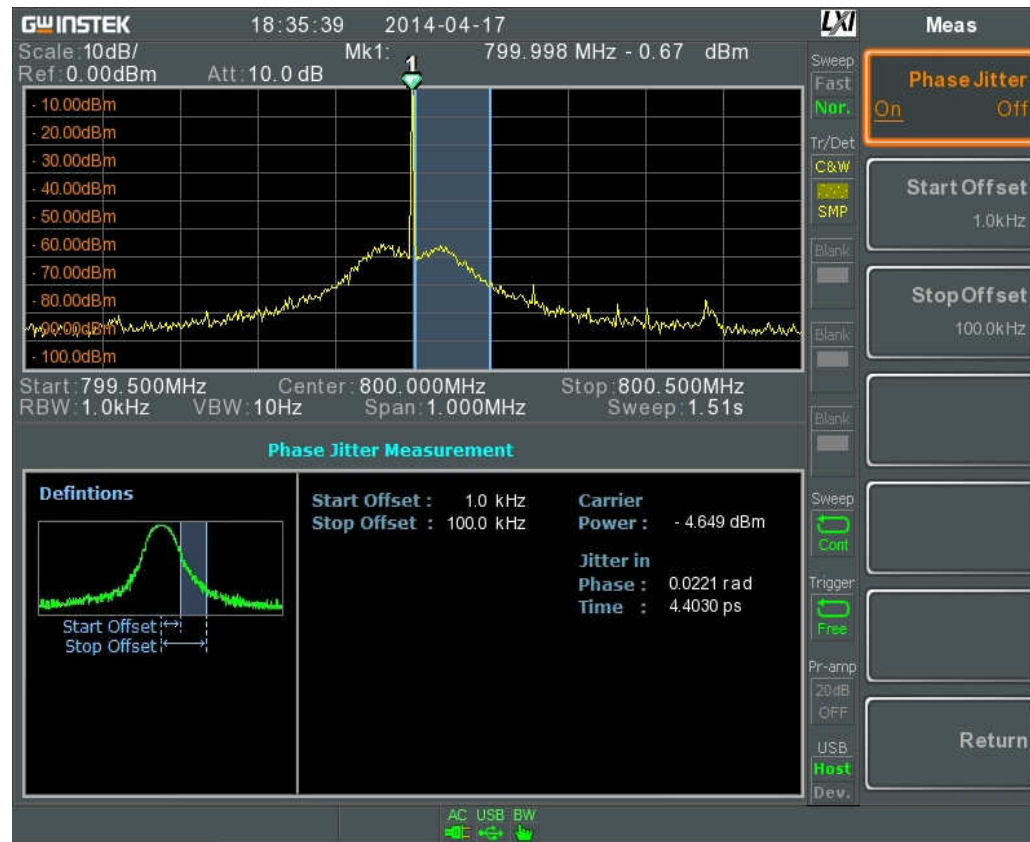 GWINSTEK 18:35:39 2014-04-17 LXI Meas
Scale:10dB/ Mk1: 799.998 MHz - 0.67 dBm
Ref:0.00dBm Att:10.0 dB
1
- 10.00dBm
- 20.00dBm
- 30.00dBm
- 40.00dBm
- 50.00dBm
- 60.00dBm
- 70.00dBm
- 80.00dBm
- 90.00dBm
- 100.0dBm
Start:799.500MHz Center:800.000MHz Stop:800.500MHz
RBW:1.0kHz VBW:10Hz Span:1.000MHz Sweep:1.51s
Phase Jitter Measurement
Defintions
Start Offset
Stop Offset
Start Offset : 1.0 kHz
Stop Offset : 100.0 kHz
Carrier
Power : - 4.649 dBm
Jitter in
Phase : 0.0221 rad
Time : 4.4030 ps
Sweep
Fast
Nor.
Tr/Det
C&W
SMP
Blank
Blank
Blank
Sweep
Cont
Trigger
Free
Pr-amp
20dB
OFF
USB
Host
Dev.
Phase Jitter
On Off
Start Offset
1.0kHz
Stop Offset
100.0kHz
Return
AC USB BW